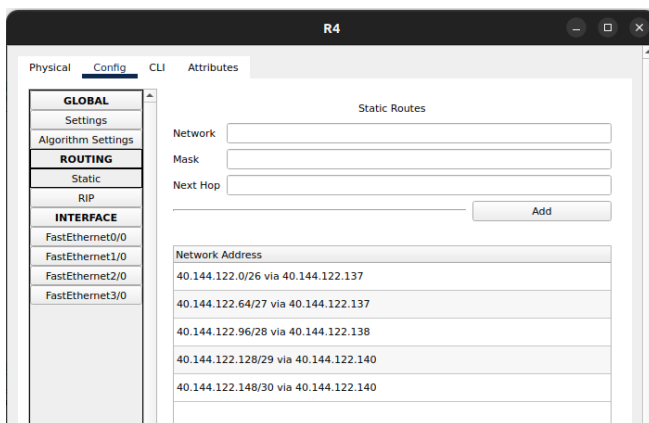 R4
Physical Config CLI Attributes
GLOBAL
Settings
Algorithm Settings
ROUTING
Static
RIP
INTERFACE
FastEthernet0/0
FastEthernet1/0
FastEthernet2/0
FastEthernet3/0
Static Routes
Network
Mask
Next Hop
Add
Network Address
40.144.122.0/26 via 40.144.122.137
40.144.122.64/27 via 40.144.122.137
40.144.122.96/28 via 40.144.122.138
40.144.122.128/29 via 40.144.122.140
40.144.122.148/30 via 40.144.122.140